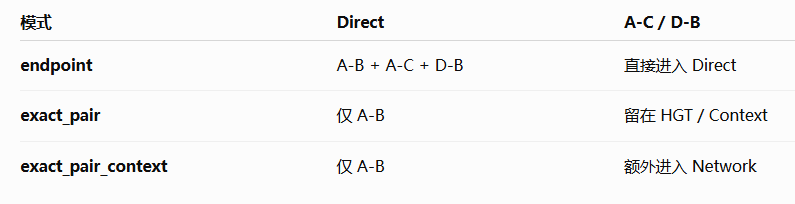 模式 Direct A-C / D-B
endpoint A-B + A-C + D-B 直接进入 Direct
exact_pair 仅 A-B 留在 HGT / Context
exact_pair_context 仅 A-B 额外进入 Network